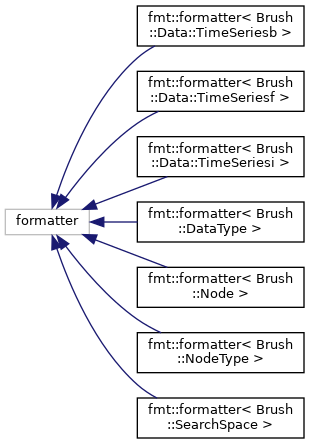 fmt::formatter< Brush
::Data::TimeSeriesb >
fmt::formatter< Brush
::Data::TimeSeriesf >
fmt::formatter< Brush
::Data::TimeSeriesi >
formatter
fmt::formatter< Brush
::DataType >
fmt::formatter< Brush
::Node >
fmt::formatter< Brush
::NodeType >
fmt::formatter< Brush
::SearchSpace >